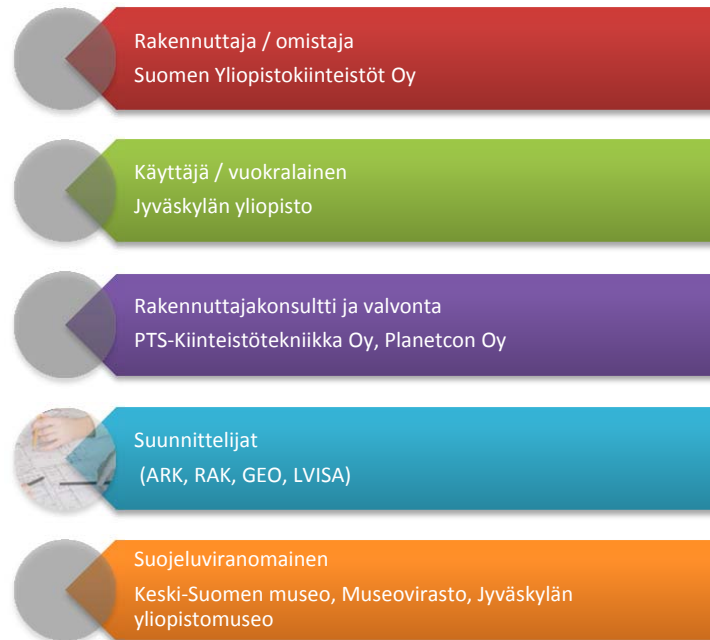 Rakennuttaja / omistaja
Suomen Yliopistokiinteistöt Oy
Käyttäjä / vuokralainen
Jyväskylän yliopisto
Rakennuttajakonsultti ja valvonta
PTS-Kiinteistötekniikka Oy, Planetcon Oy
Suunnittelijat
(ARK, RAK, GEO, LVISA)
Suojeluviranomainen
Keski-Suomen museo, Museovirasto, Jyväskylän
yliopistomuseo